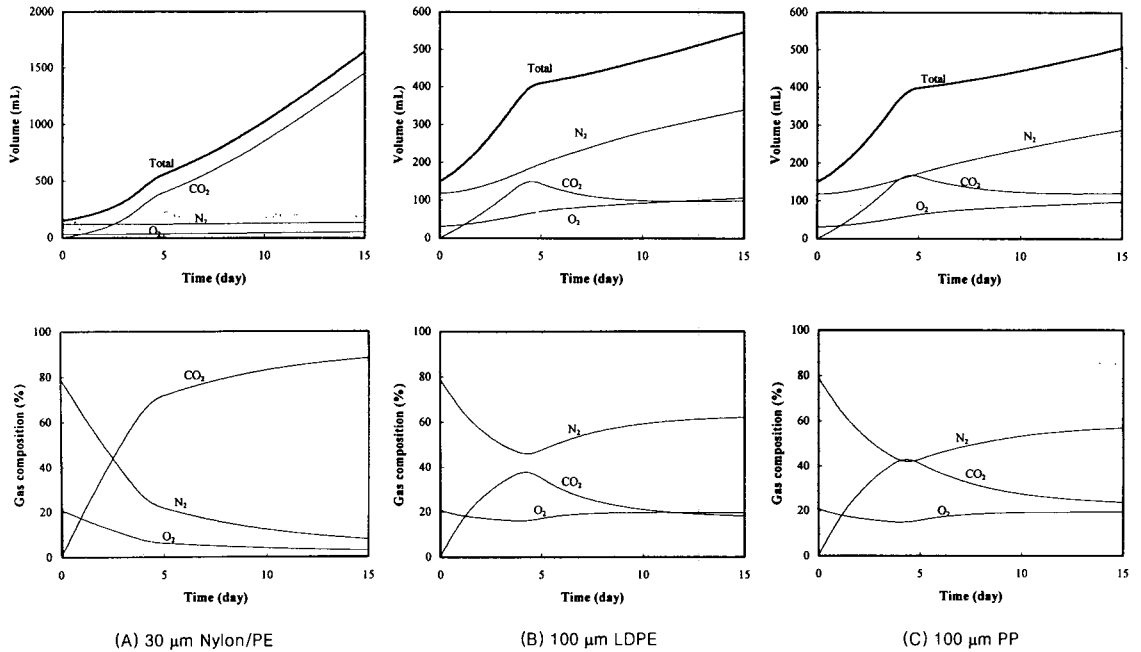 2000
1500
1000
500
0
Volume (mL)
Total
CO₂
N₂
O₂
0
5
10
15
Time (day)
600
500
400
300
200
100
0
Volume (mL)
Total
N₂
CO₂
O₂
0
5
10
15
Time (day)
600
500
400
300
200
100
0
Volume (mL)
Total
N₂
CO₂
O₂
0
5
10
15
Time (day)
100
80
60
40
20
0
Gas composition (%)
CO₂
N₂
O₂
0
5
10
15
Time (day)
100
80
60
40
20
0
Gas composition (%)
N₂
CO₂
O₂
0
5
10
15
Time (day)
100
80
60
40
20
0
Gas composition (%)
N₂
CO₂
O₂
0
5
10
15
Time (day)
(A) 30 μm Nylon/PE
(B) 100 μm LDPE
(C) 100 μm PP